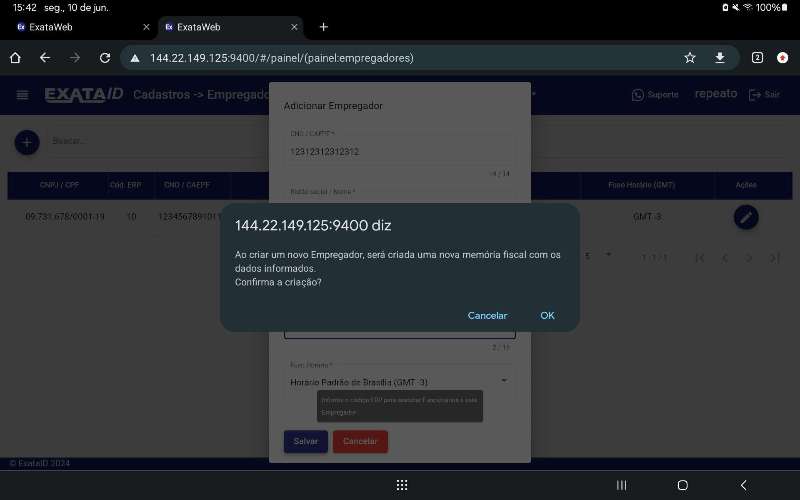 15:42 seg., 10 de jun.
100%
ExataWeb
ExataWeb
144.22.149.125:9400/#/painel/(painel:empregadores)
2
EXATAID Cadastros -> Empregado
Suporte
repeato
Sair
Adicionar Empregador
CNO / CAEPF *
12312312312312
14 / 14
Razão social / Nome *
Buscar...
CNPJ / CPF
Cód. ERP
CNO / CAEPF
Fuso Horário (GMT)
Ações
09.731.678/0001-19
10
1234567891011
GMT -3
5
1 - 1 / 1
144.22.149.125:9400 diz
Ao criar um novo Empregador, será criada uma nova memória fiscal com os
dados informados.
Confirma a criação?
Cancelar
OK
2 / 15
Fuso Horário *
Horário Padrão de Brasília (GMT -3)
Informe o código ERP para associar Funcionários a esse
Empregador
Salvar
Cancelar
© ExataID 2024